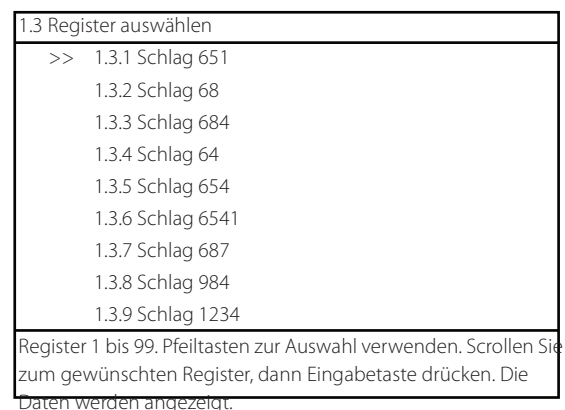 1.3 Register auswählen
>> 1.3.1 Schlag 651
1.3.2 Schlag 68
1.3.3 Schlag 684
1.3.4 Schlag 64
1.3.5 Schlag 654
1.3.6 Schlag 6541
1.3.7 Schlag 687
1.3.8 Schlag 984
1.3.9 Schlag 1234
Register 1 bis 99. Pfeiltasten zur Auswahl verwenden. Scrollen Sie
zum gewünschten Register, dann Eingabetaste drücken. Die
Daten werden angezeigt.